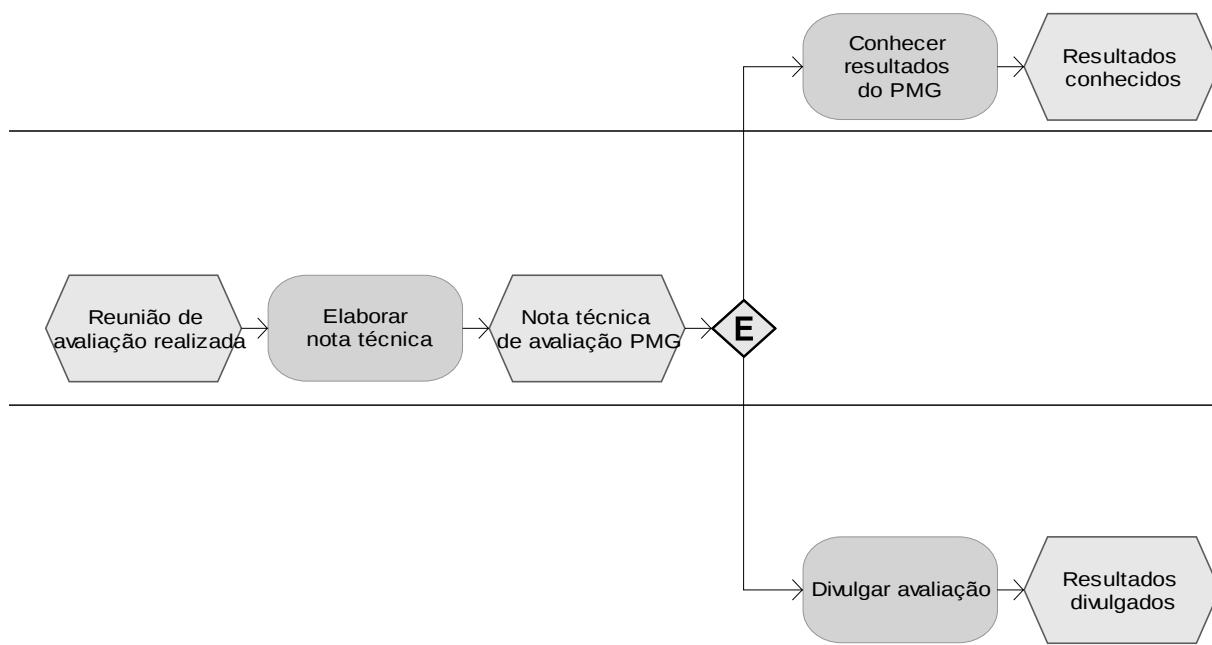 Conhecer
resultados
do PMG
Resultados
conhecidos
Reunião de
avaliação realizada
Elaborar
nota técnica
Nota técnica
de avaliação PMG
E
Divulgar avaliação
Resultados
divulgados